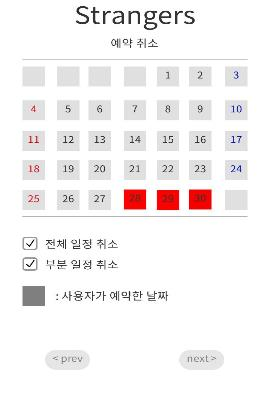 Strangers
예약 취소
1 2 3
4 5 6 7 8 9 10
11 12 13 14 15 16 17
18 19 20 21 22 23 24
25 26 27 28 29 30
전체 일정 취소
부분 일정 취소
: 사용자가 예약한 날짜
< prev next >